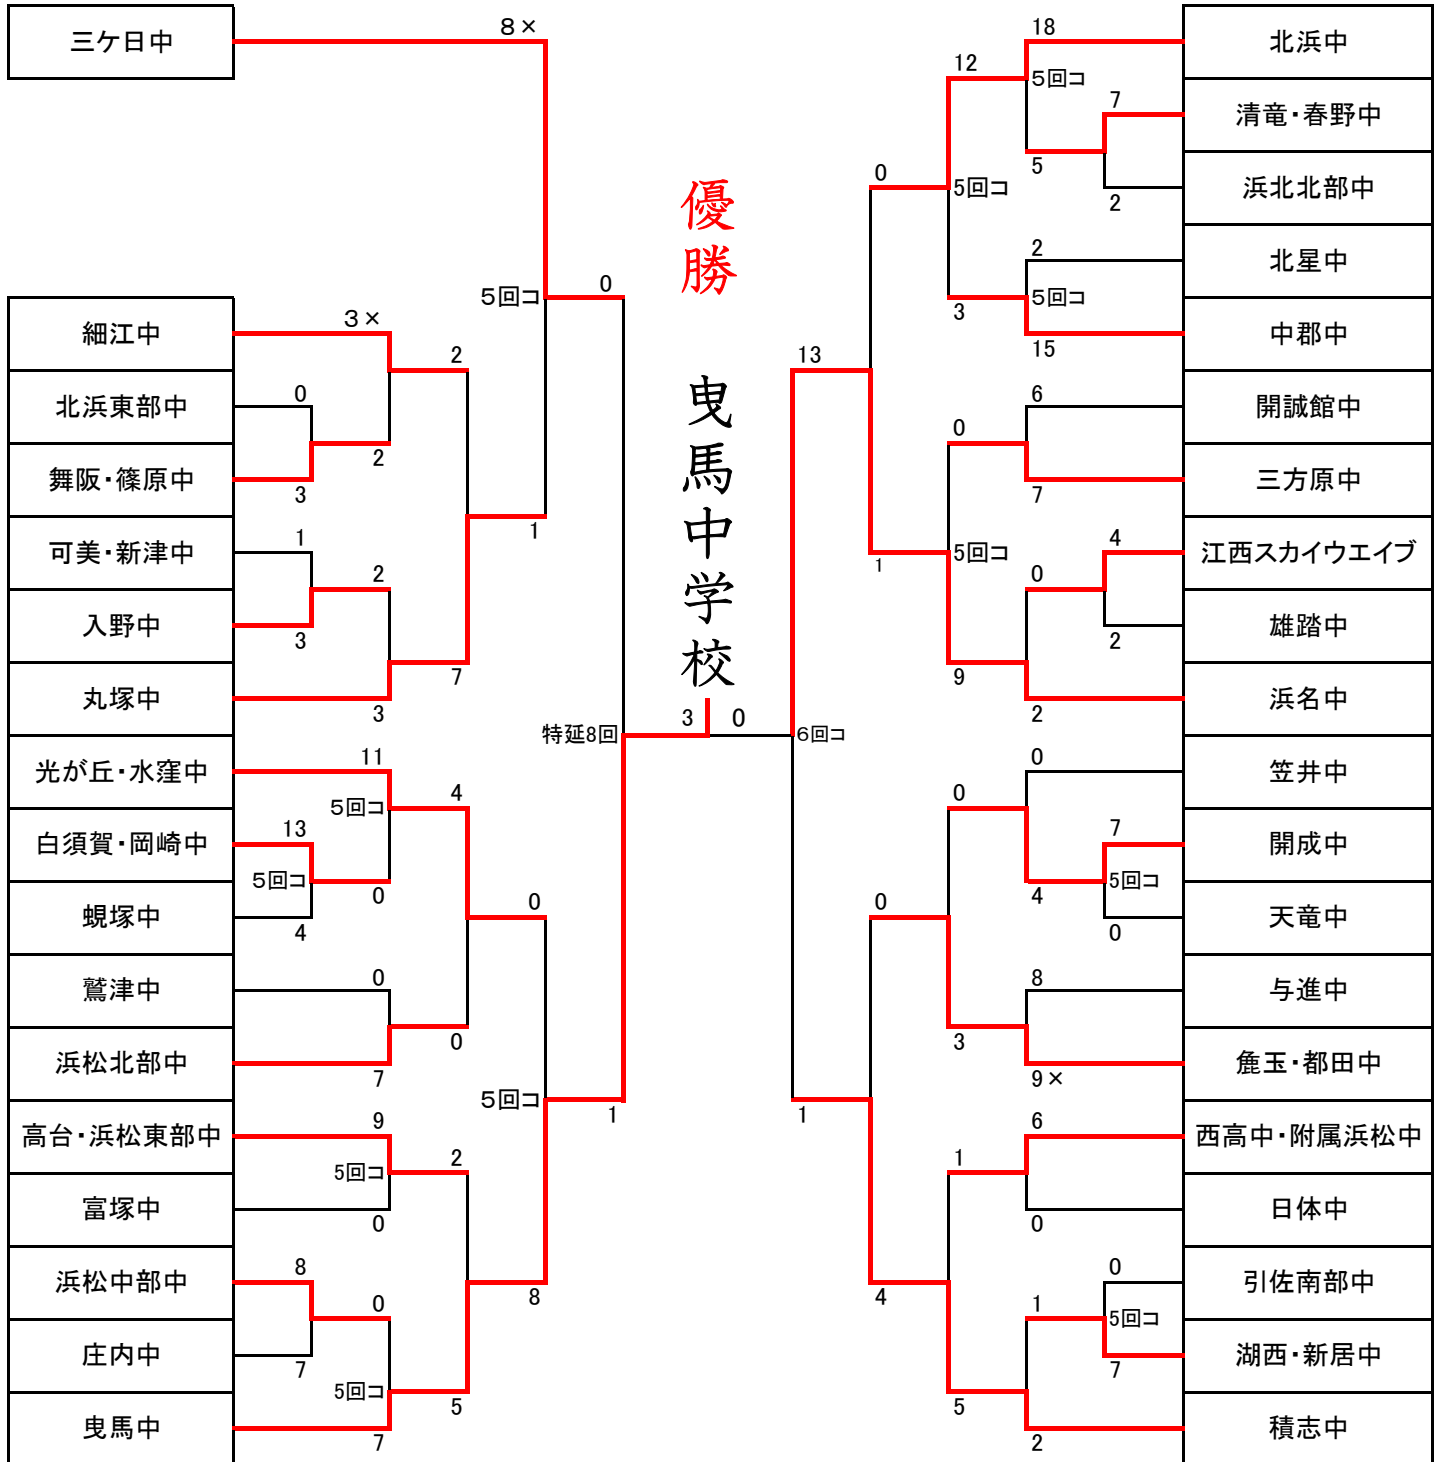 三ケ日中
8×
5回コ
0
細江中
3×
2
北浜東部中
0
舞阪・篠原中
3
2
可美・新津中
1
2
入野中
3
丸塚中
3
7
1
光が丘・水窪中
11
5回コ
4
白須賀・岡崎中
13
5回コ
0
蜆塚中
4
鷲津中
0
浜松北部中
7
0
0
5回コ
1
高台・浜松東部中
9
5回コ
2
富塚中
0
浜松中部中
8
0
庄内中
7
5回コ
曳馬中
7
5
8
特延8回
優勝
曳馬中学校
3
0
6回コ
13
1
北浜中
18
12
5回コ
清竜・春野中
7
5
浜北北部中
2
0
5回コ
北星中
2
5回コ
中郡中
15
3
開誠館中
6
0
三方原中
7
5回コ
1
江西スカイウエイブ
4
0
雄踏中
2
浜名中
2
9
笠井中
0
0
開成中
7
5回コ
4
天竜中
0
0
与進中
8
麁玉・都田中
9×
3
西高中・附属浜松中
6
1
日体中
0
4
引佐南部中
0
1
5回コ
湖西・新居中
7
積志中
2
5